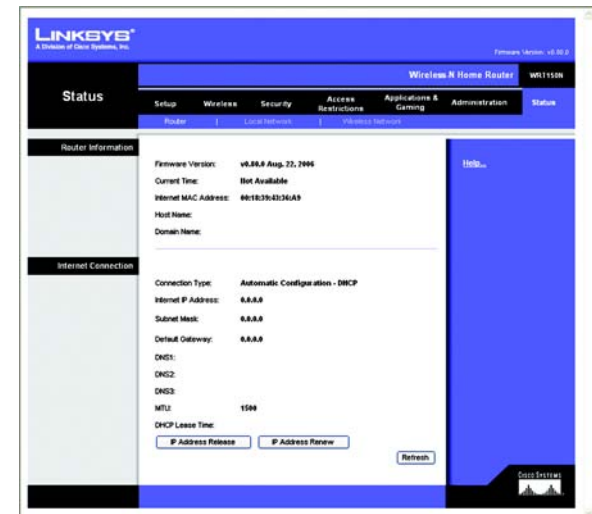 LINKSYS®
A Division of Cisco Systems, Inc.
Firmware Version: v0.80.0
Wireless-N Home Router WRT150N
Status
Setup Wireless Security Access Restrictions Applications & Gaming Administration Status
Router | Local Network | Wireless Network
Router Information
Firmware Version: v0.80.0 Aug. 22, 2006
Current Time: Not Available
Internet MAC Address: 00:18:39:43:36:A9
Host Name:
Domain Name:
Help...
Internet Connection
Connection Type: Automatic Configuration - DHCP
Internet IP Address: 0.0.0.0
Subnet Mask: 0.0.0.0
Default Gateway: 0.0.0.0
DNS1:
DNS2:
DNS3:
MTU: 1500
DHCP Lease Time:
IP Address Release IP Address Renew
Refresh
CISCO SYSTEMS